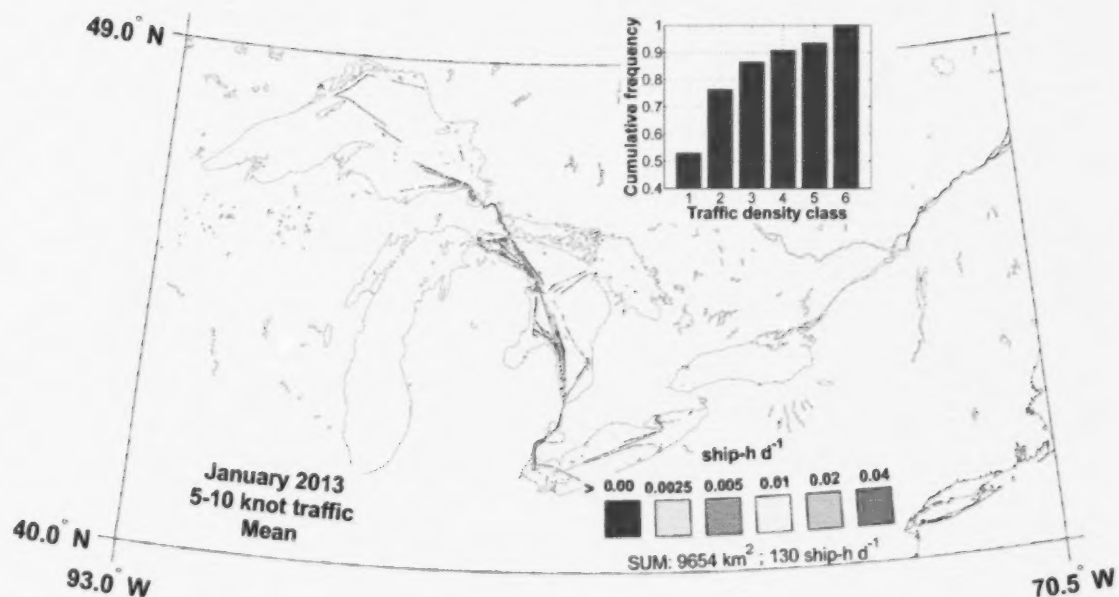 49.0° N
1
0.9
0.8
0.7
0.6
0.5
0.4
Cumulative frequency
1 2 3 4 5 6
Traffic density class
January 2013
5-10 knot traffic
Mean
ship-h d⁻¹
> 0.00 0.0025 0.005 0.01 0.02 0.04
SUM: 9654 km² ; 130 ship-h d⁻¹
40.0° N
93.0° W
70.5° W